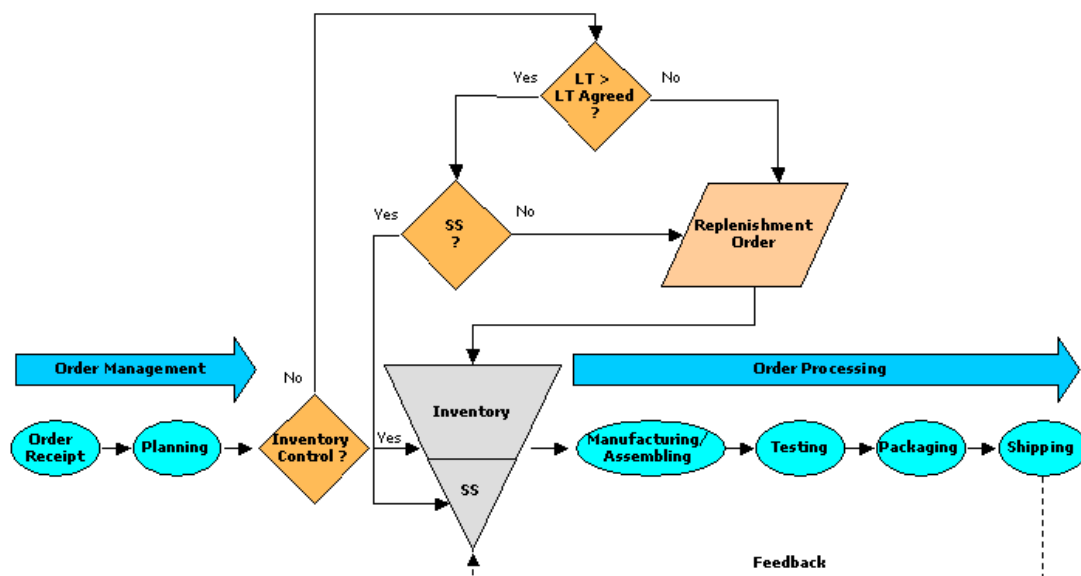 LT >
LT Agreed
?
Yes
No
SS
?
Yes
No
Replenishment
Order
Order Management
Order Processing
No
Order
Receipt
Planning
Inventory
Control ?
Yes
Inventory
SS
Manufacturing/
Assembling
Testing
Packaging
Shipping
Feedback